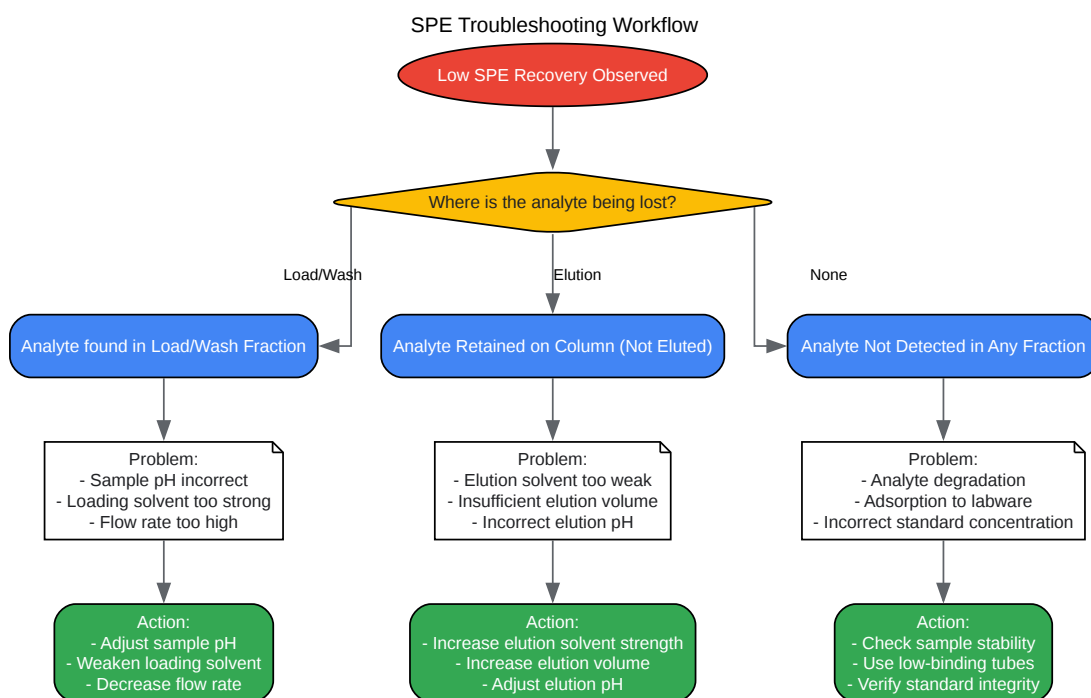 SPE Troubleshooting Workflow
Low SPE Recovery Observed
Where is the analyte being lost?
Load/Wash
Elution
None
Analyte found in Load/Wash Fraction
Analyte Retained on Column (Not Eluted)
Analyte Not Detected in Any Fraction
Problem:
- Sample pH incorrect
- Loading solvent too strong
- Flow rate too high
Problem:
- Elution solvent too weak
- Insufficient elution volume
- Incorrect elution pH
Problem:
- Analyte degradation
- Adsorption to labware
- Incorrect standard concentration
Action:
- Adjust sample pH
- Weaken loading solvent
- Decrease flow rate
Action:
- Increase elution solvent strength
- Increase elution volume
- Adjust elution pH
Action:
- Check sample stability
- Use low-binding tubes
- Verify standard integrity